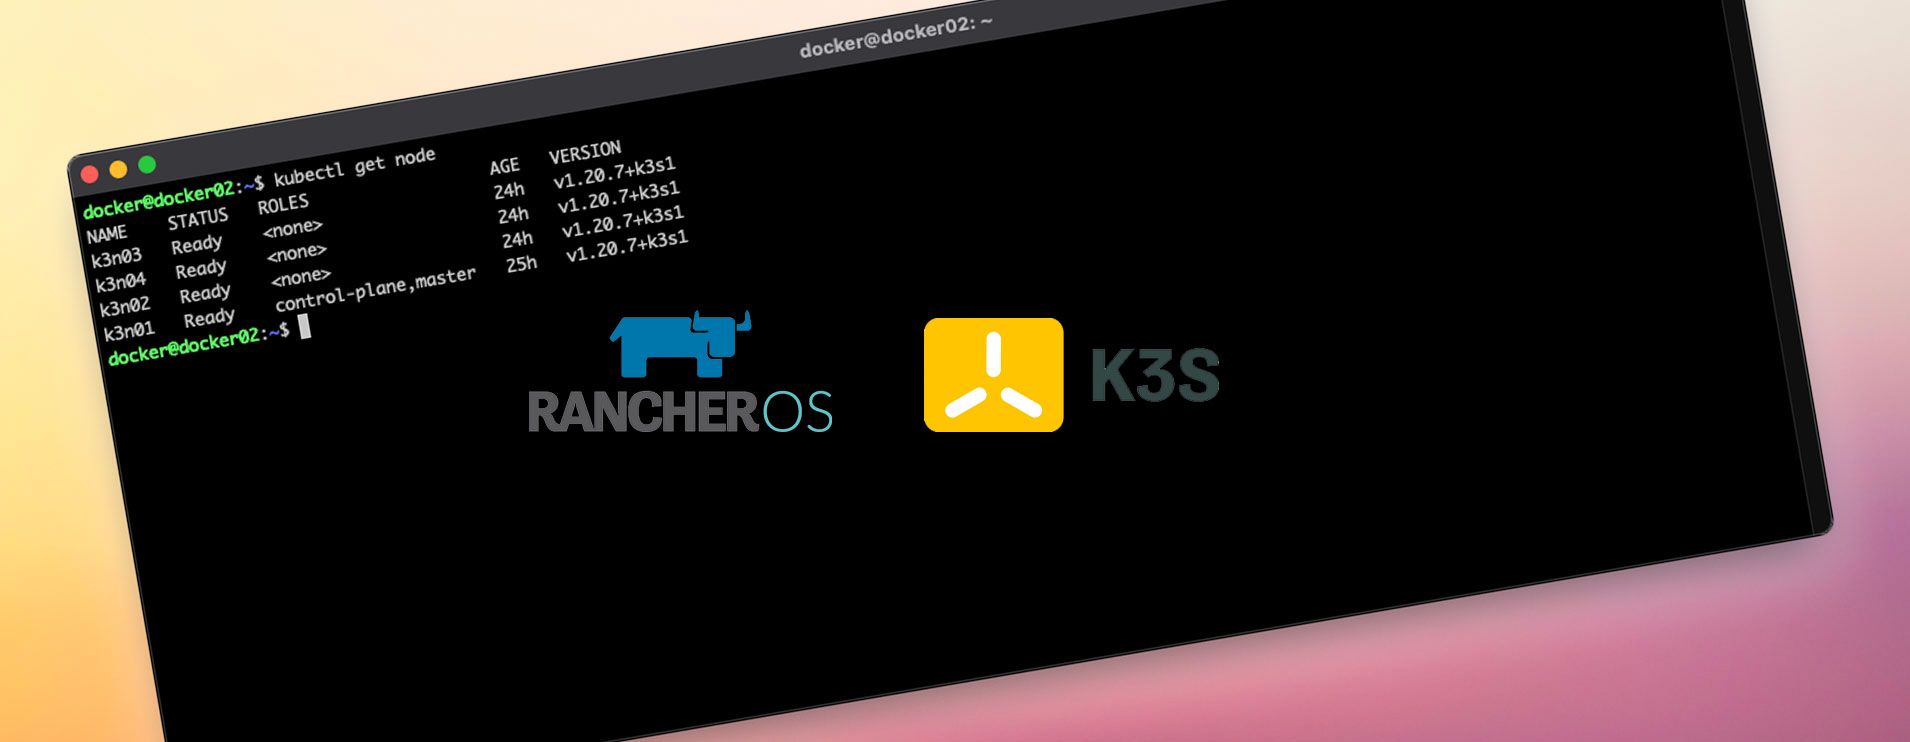 docker@docker02: ~
docker@docker02:~$ kubectl get node
NAME STATUS ROLES AGE VERSION
k3n03 Ready <none> 24h v1.20.7+k3s1
k3n04 Ready <none> 24h v1.20.7+k3s1
k3n02 Ready <none> 24h v1.20.7+k3s1
k3n01 Ready control-plane,master 25h v1.20.7+k3s1
docker@docker02:~$
RANCHEROS
K3S